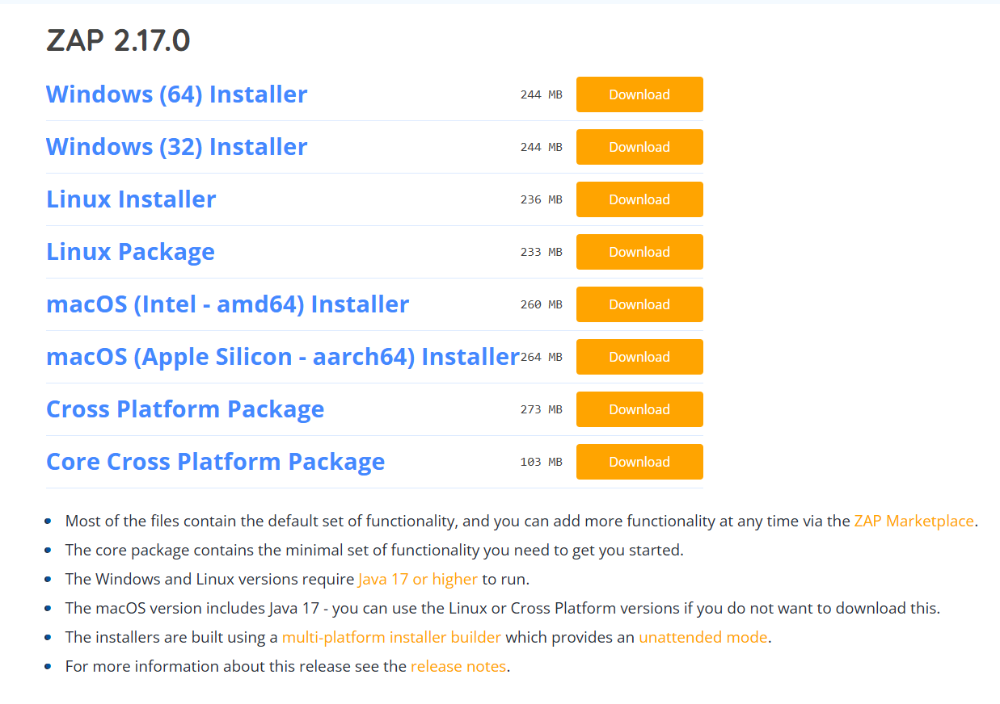 ZAP 2.17.0
Windows (64) Installer 244 MB Download
Windows (32) Installer 244 MB Download
Linux Installer 236 MB Download
Linux Package 233 MB Download
macOS (Intel - amd64) Installer 260 MB Download
macOS (Apple Silicon - aarch64) Installer 264 MB Download
Cross Platform Package 273 MB Download
Core Cross Platform Package 103 MB Download
Most of the files contain the default set of functionality, and you can add more functionality at any time via the ZAP Marketplace.
The core package contains the minimal set of functionality you need to get you started.
The Windows and Linux versions require Java 17 or higher to run.
The macOS version includes Java 17 - you can use the Linux or Cross Platform versions if you do not want to download this.
The installers are built using a multi-platform installer builder which provides an unattended mode.
For more information about this release see the release notes.